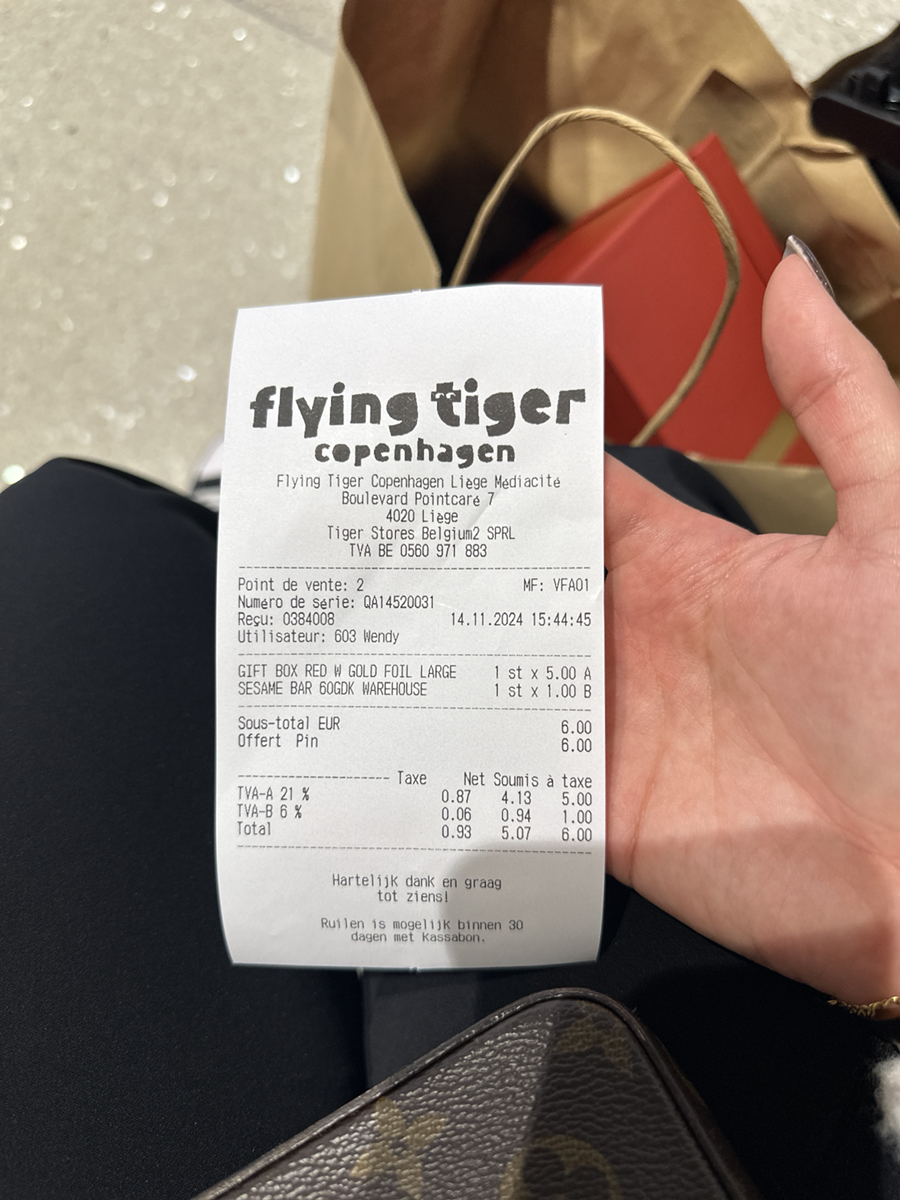 flying tiger
copenhagen
Flying Tiger Copenhagen Liège Médiacité
Boulevard Pointcaré 7
4020 Liège
Tiger Stores Belgium2 SPRL
TVA BE 0560 971 883
Point de vente: 2 MF: VFA01
Numéro de série: QA14520031
Reçu: 0384008 14.11.2024 15:44:45
Utilisateur: 603 Wendy
GIFT BOX RED W GOLD FOIL LARGE 1 st x 5.00 A
SESAME BAR 60GDK WAREHOUSE 1 st x 1.00 B
Sous-total EUR 6.00
Offert Pin 6.00
Taxe Net Soumis à taxe
TVA-A 21 % 0.87 4.13 5.00
TVA-B 6 % 0.06 0.94 1.00
Total 0.93 5.07 6.00
Hartelijk dank en graag
tot ziens!
Ruilen is mogelijk binnen 30
dagen met Kassabon.